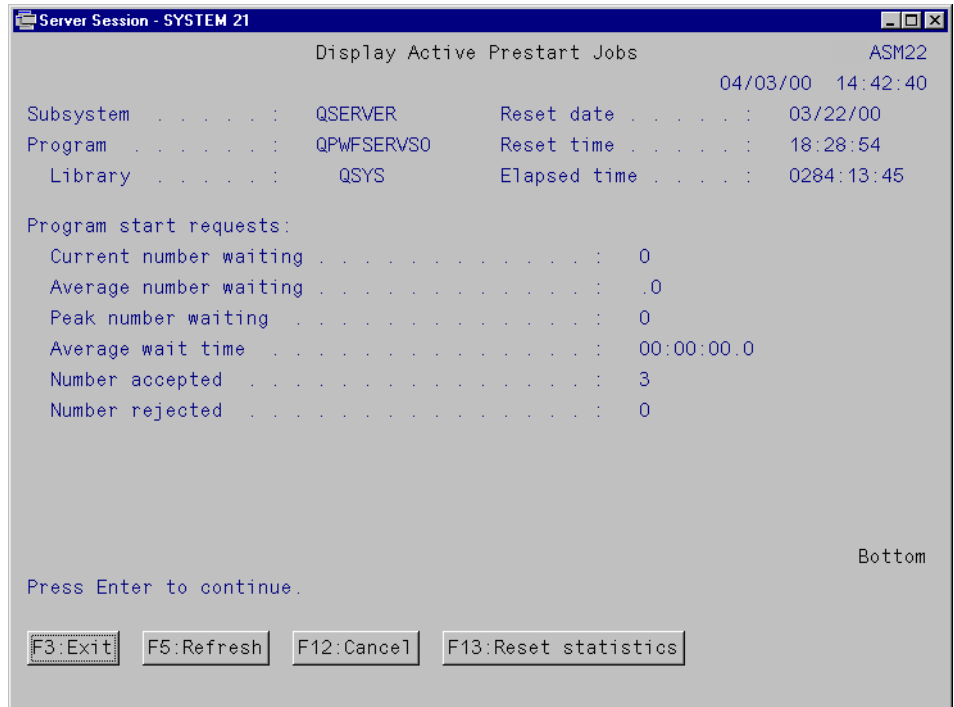 Server Session - SYSTEM 21
Display Active Prestart Jobs ASM22
04/03/00 14:42:40
Subsystem . . . . . : QSERVER Reset date . . . . . : 03/22/00
Program . . . . . . : QPWFSERVSO Reset time . . . . . : 18:28:54
Library . . . . . : QSYS Elapsed time . . . . : 0284:13:45
Program start requests:
Current number waiting . . . . . . . . . . . . : 0
Average number waiting . . . . . . . . . . . . : .0
Peak number waiting . . . . . . . . . . . . . : 0
Average wait time . . . . . . . . . . . . . . : 00:00:00.0
Number accepted . . . . . . . . . . . . . . . : 3
Number rejected . . . . . . . . . . . . . . . : 0
Bottom
Press Enter to continue.
F3:Exit F5:Refresh F12:Cancel F13:Reset statistics